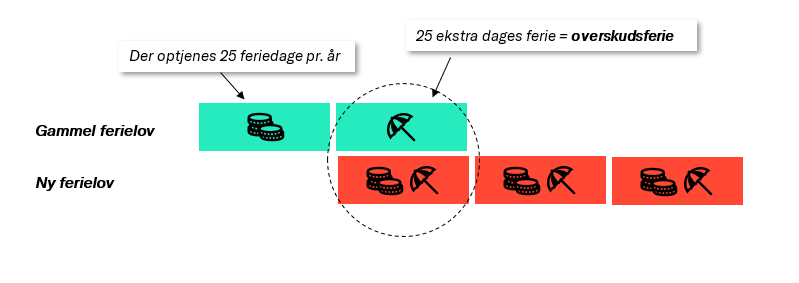 25 ekstra dages ferie = overskudsferie
Der optjenes 25 feriedage pr. år
Gammel ferielov
Ny ferielov